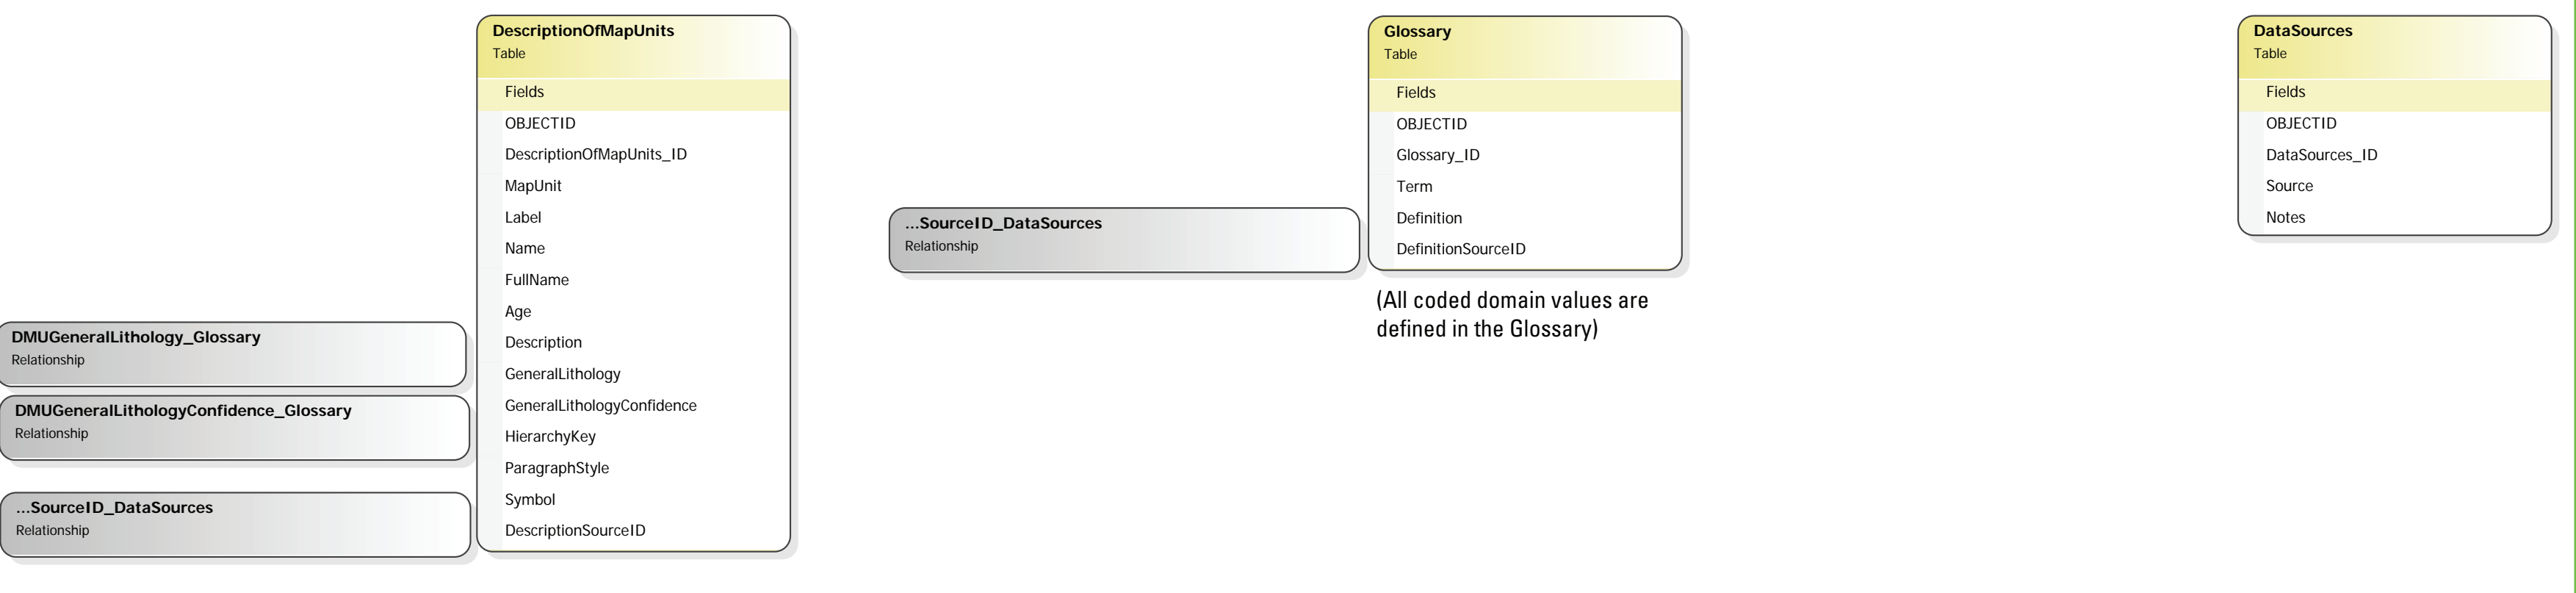 DescriptionOfMapUnits
Table
Fields
OBJECTID
DescriptionOfMapUnits_ID
MapUnit
Label
Name
FullName
Age
Description
GeneralLithology
GeneralLithologyConfidence
HierarchyKey
ParagraphStyle
Symbol
DescriptionSourceID
DMUGeneralLithology_Glossary
Relationship
DMUGeneralLithologyConfidence_Glossary
Relationship
...SourceID_DataSources
Relationship
Glossary
Table
Fields
OBJECTID
Glossary_ID
Term
Definition
DefinitionSourceID
...SourceID_DataSources
Relationship
(All coded domain values are
defined in the Glossary)
DataSources
Table
Fields
OBJECTID
DataSources_ID
Source
Notes